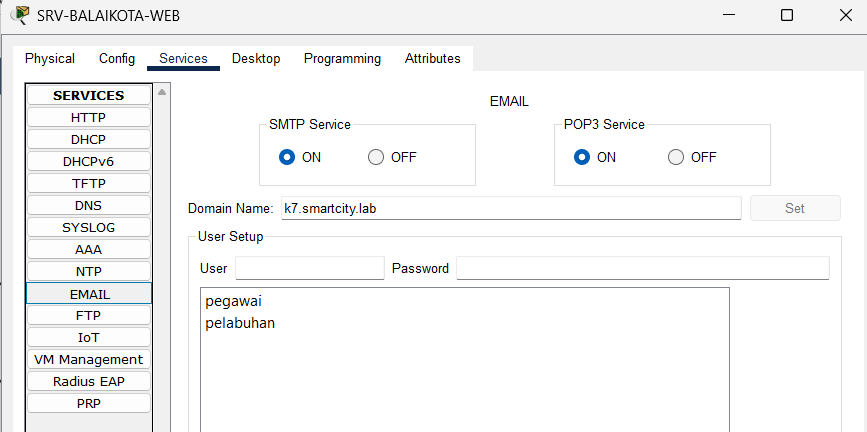 SRV-BALAIKOTA-WEB
Physical Config Services Desktop Programming Attributes
SERVICES
HTTP
DHCP
DHCPv6
TFTP
DNS
SYSLOG
AAA
NTP
EMAIL
FTP
IoT
VM Management
Radius EAP
PRP
EMAIL
SMTP Service
ON OFF
POP3 Service
ON OFF
Domain Name: k7.smartcity.lab Set
User Setup
User Password
pegawai
pelabuhan